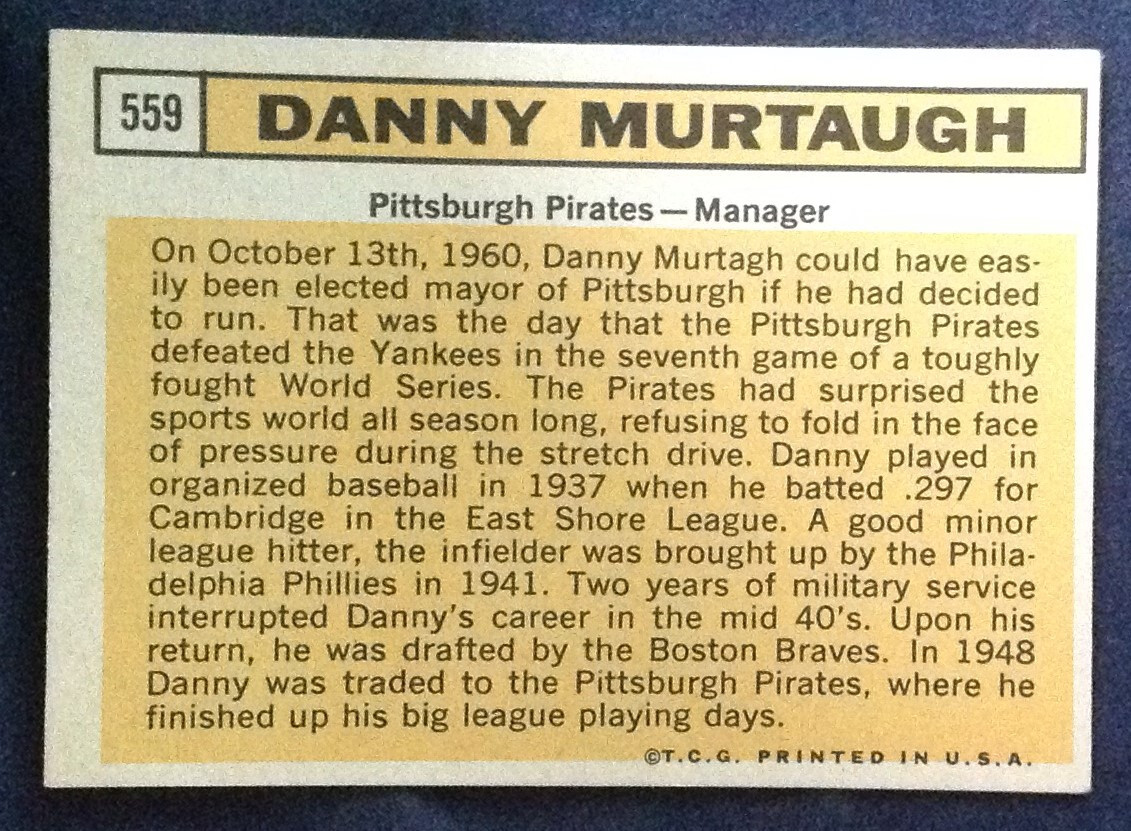 559 DANNY MURTAUGH
Pittsburgh Pirates—Manager
On October 13th, 1960, Danny Murtagh could have eas-
ily been elected mayor of Pittsburgh if he had decided
to run. That was the day that the Pittsburgh Pirates
defeated the Yankees in the seventh game of a toughly
fought World Series. The Pirates had surprised the
sports world all season long, refusing to fold in the face
of pressure during the stretch drive. Danny played in
organized baseball in 1937 when he batted .297 for
Cambridge in the East Shore League. A good minor
league hitter, the infielder was brought up by the Phila-
delphia Phillies in 1941. Two years of military service
interrupted Danny's career in the mid 40's. Upon his
return, he was drafted by the Boston Braves. In 1948
Danny was traded to the Pittsburgh Pirates, where he
finished up his big league playing days.
©T.C.G. PRINTED IN U.S.A.